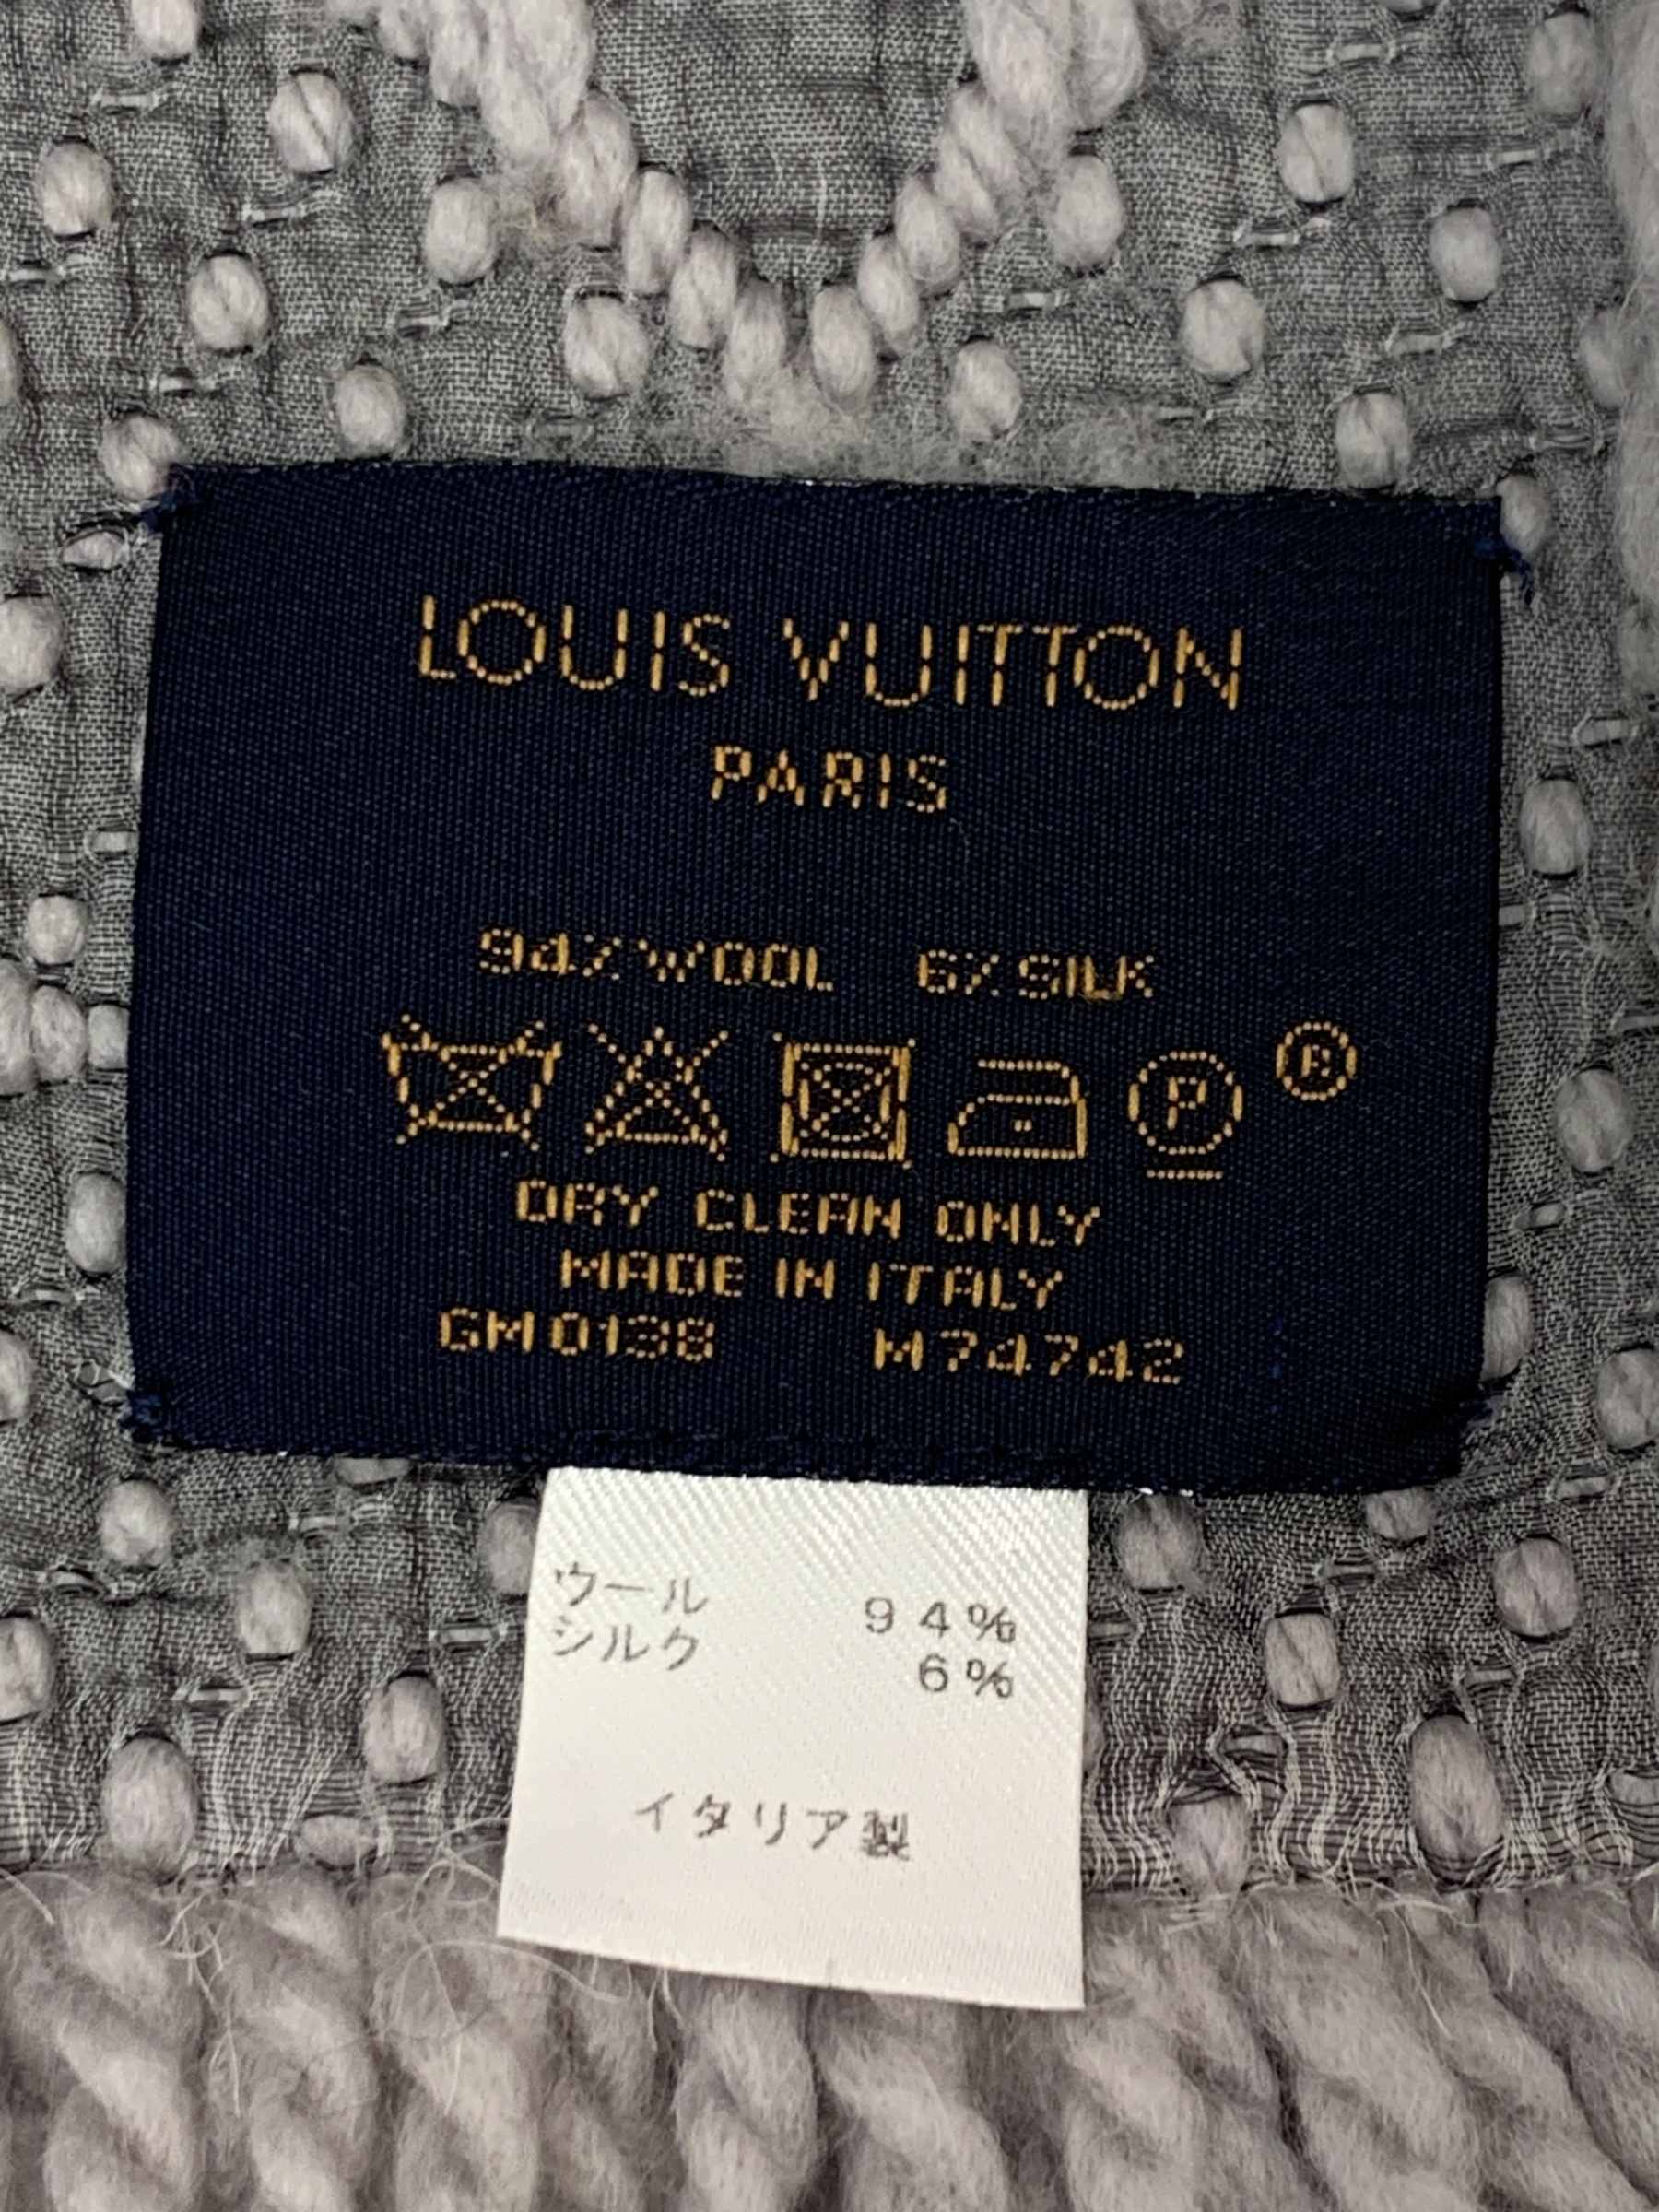 LOUIS VUITTON
PARIS
94% WOOL 6% SILK
P ®
DRY CLEAN ONLY
MADE IN ITALY
GM0138 M74742
ウール 94%
シルク 6%
イタリア製